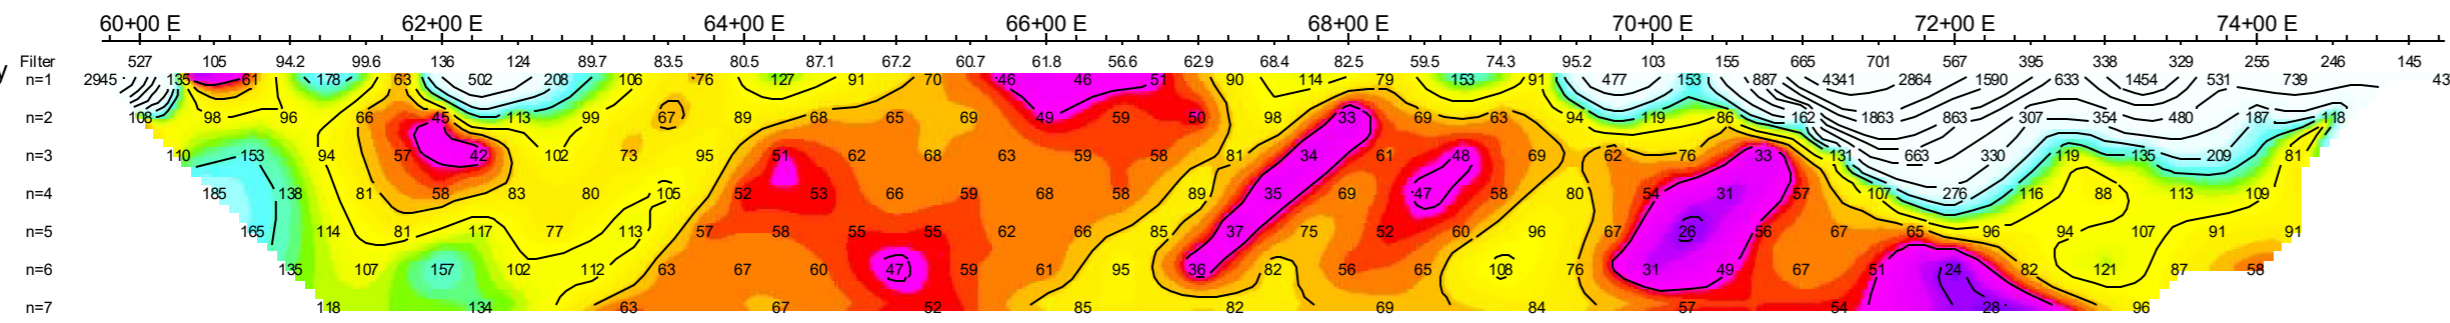 60+00 E 62+00 E 64+00 E 66+00 E 68+00 E 70+00 E 72+00 E 74+00 E
Filter 527 105 94.2 99.6 136 124 89.7 83.5 80.5 87.1 67.2 60.7 61.8 56.6 62.9 68.4 82.5 59.5 74.3 95.2 103 155 665 701 567 395 338 329 255 246 145
y n=1 2945 135 61 178 63 502 208 106 76 127 91 70 46 46 51 90 114 79 153 91 477 153 887 4341 2864 1590 633 1454 531 739 43
n=2 108 98 96 66 45 113 99 67 89 68 65 69 49 59 50 98 33 69 63 94 119 86 162 1863 863 307 354 480 187 118
n=3 110 153 94 57 42 102 73 95 51 62 68 63 59 58 81 34 61 48 69 62 76 33 131 663 330 119 135 209 81
n=4 185 138 81 58 83 80 105 52 53 66 59 68 58 89 35 69 47 58 80 54 31 57 107 276 116 88 113 109
n=5 165 114 81 117 77 113 57 58 55 55 62 66 85 37 75 52 60 96 67 26 56 67 65 96 94 107 91 91
n=6 135 107 157 102 112 63 67 60 47 59 61 95 36 82 56 65 108 76 31 49 67 51 24 82 121 87 58
n=7 118 134 63 67 52 85 82 69 84 57 54 28 96